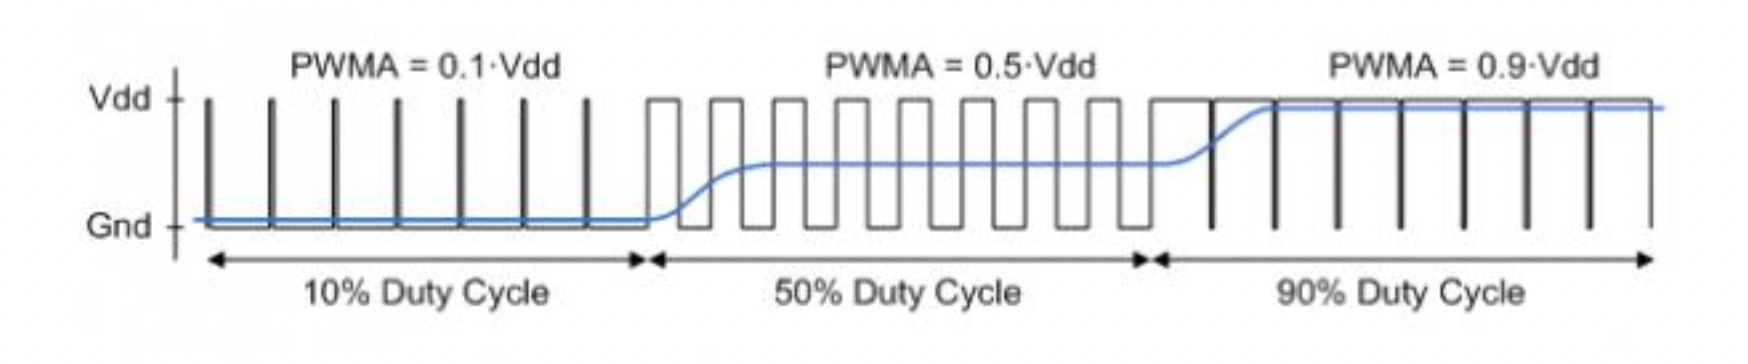 PWMA = 0.1·Vdd
PWMA = 0.5·Vdd
PWMA = 0.9·Vdd
Vdd
Gnd
10% Duty Cycle
50% Duty Cycle
90% Duty Cycle